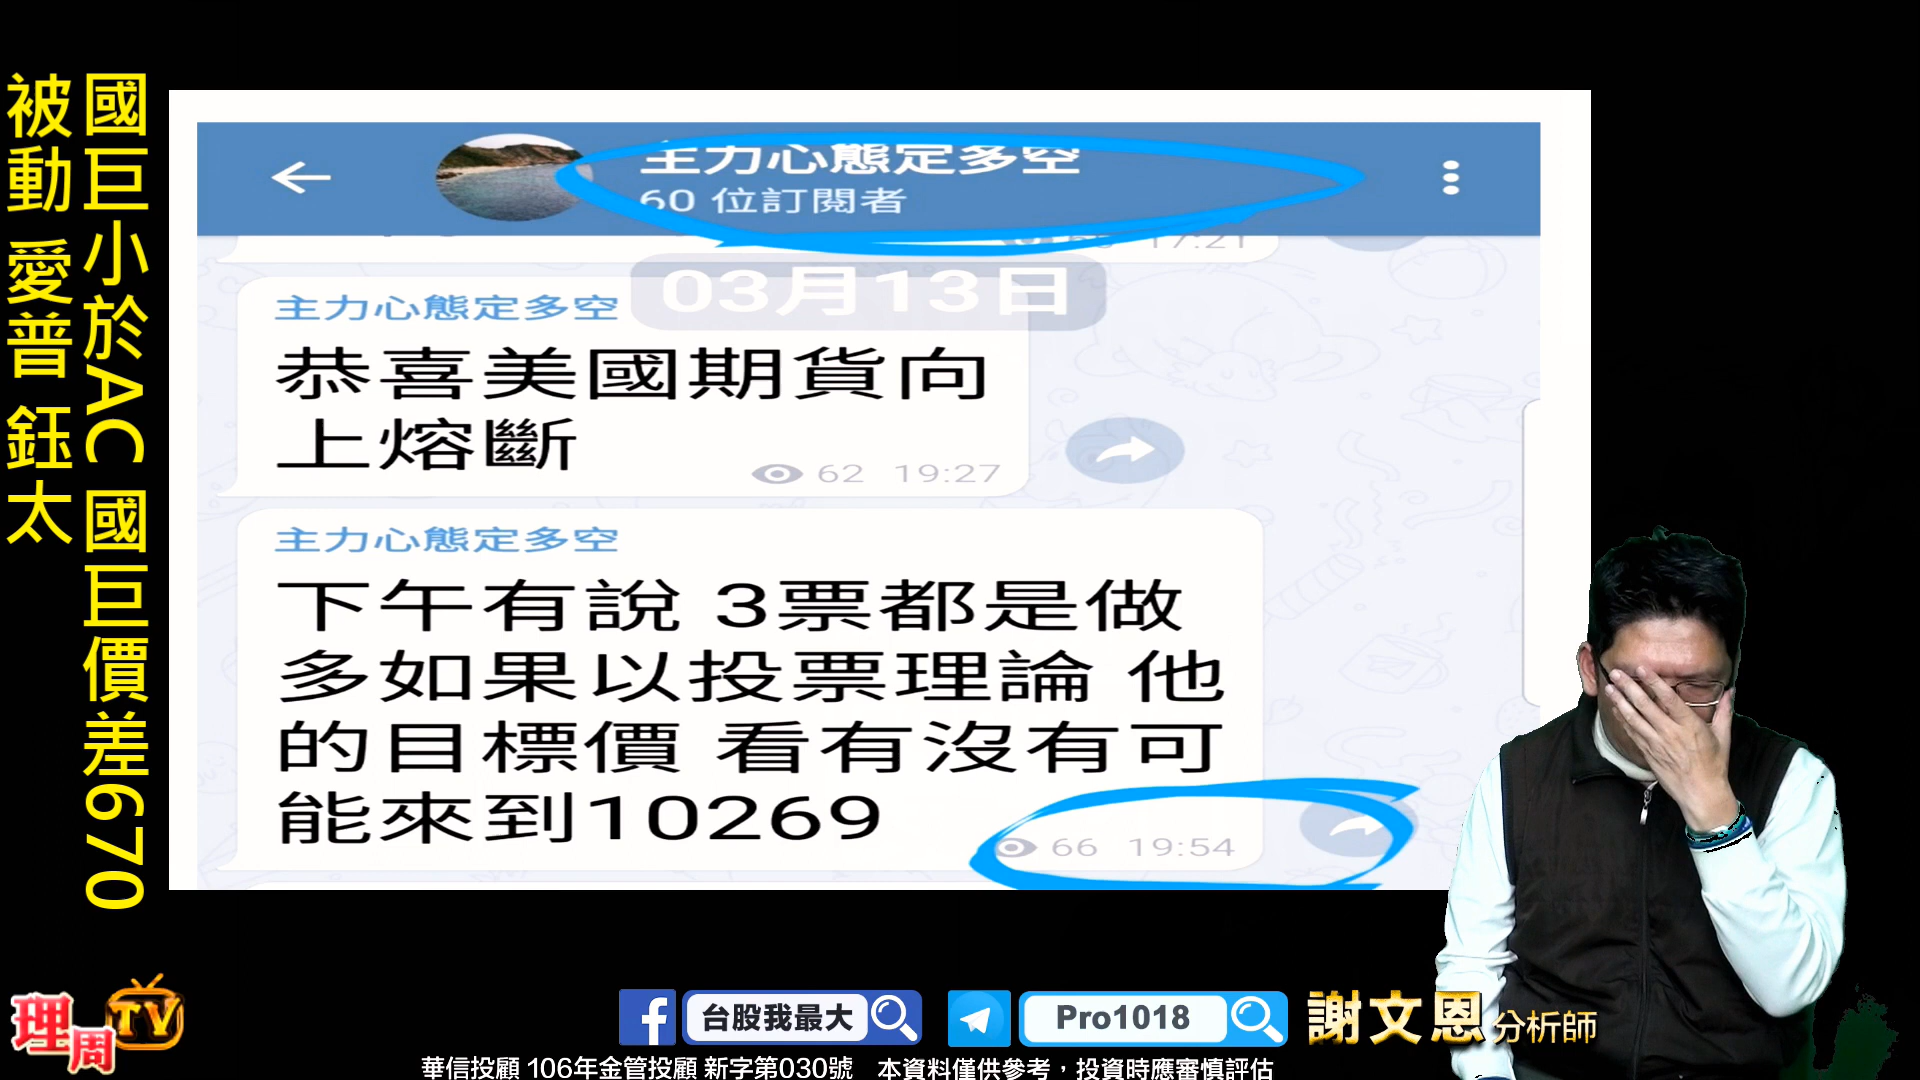 國巨小於AC 國巨價差670
被動 愛普 鈺太
主力心態定多空
60 位訂閱者
17:21
03月13日
主力心態定多空
恭喜美國期貨向
上熔斷
62 19:27
主力心態定多空
下午有說 3票都是做
多如果以投票理論 他
的目標價 看有沒有可
能來到10269
66 19:54
理周TV
台股我最大
Pro1018
謝文恩 分析師
華信投顧 106年金管投顧 新字第030號 本資料僅供參考，投資時應審慎評估